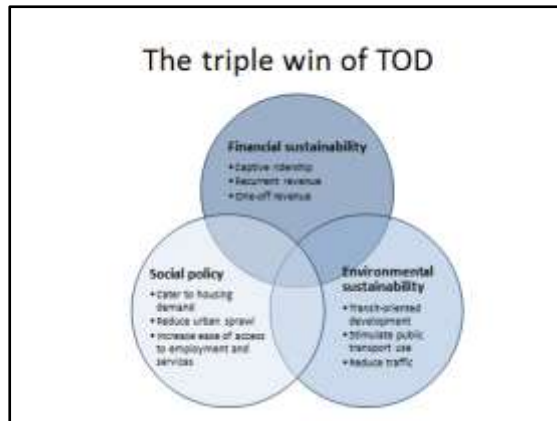 The triple win of TOD
Financial sustainability
• Captive ridership
• Recurrent revenue
• One-off revenue
Social policy
• Cater to housing
demand
• Reduce urban sprawl
• Increase ease of access
to employment and
services
Environmental
sustainability
• Transit-oriented
development
• Stimulate public
transport use
• Reduce traffic